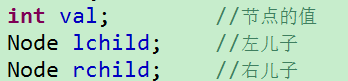 int val;          //节点的值
Node lchild;      //左儿子
Node rchild;      //右儿子